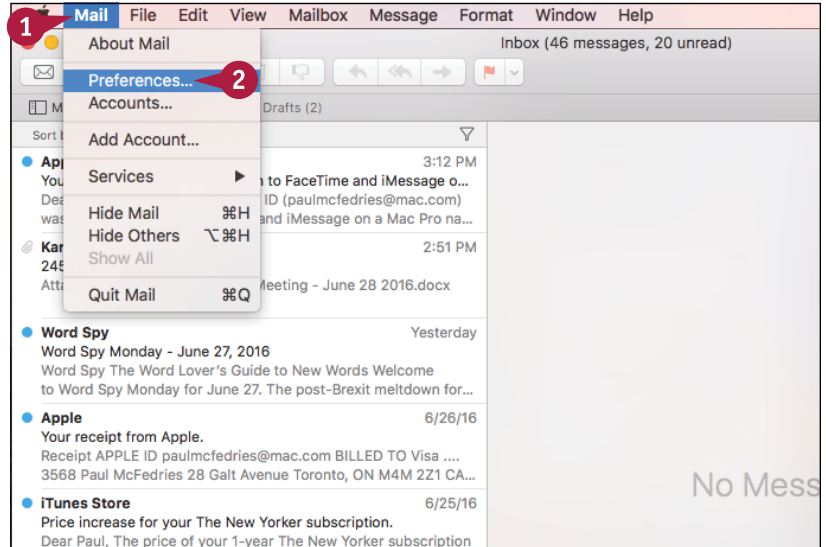 1
Mail File Edit View Mailbox Message Format Window Help
About Mail
Inbox (46 messages, 20 unread)
Preferences...
2
Accounts...
Drafts (2)
Add Account...
Services
Hide Mail ⌘H
Hide Others ⌥⌘H
Show All
Quit Mail ⌘Q
Sort
3:12 PM
to FaceTime and iMessage o...
ID (paulmcfedries@mac.com)
was and iMessage on a Mac Pro na...
2:51 PM
245
Meeting - June 28 2016.docx
Word Spy Yesterday
Word Spy Monday - June 27, 2016
Word Spy The Word Lover's Guide to New Words Welcome
to Word Spy Monday for June 27. The post-Brexit meltdown for...
Apple 6/26/16
Your receipt from Apple.
Receipt APPLE ID paulmcfedries@mac.com BILLED TO Visa ....
3568 Paul McFedries 28 Galt Avenue Toronto, ON M4M 2Z1 CA...
iTunes Store 6/25/16
Price increase for your The New Yorker subscription.
Dear Paul, The price of your 1-year The New Yorker subscription
No Mess